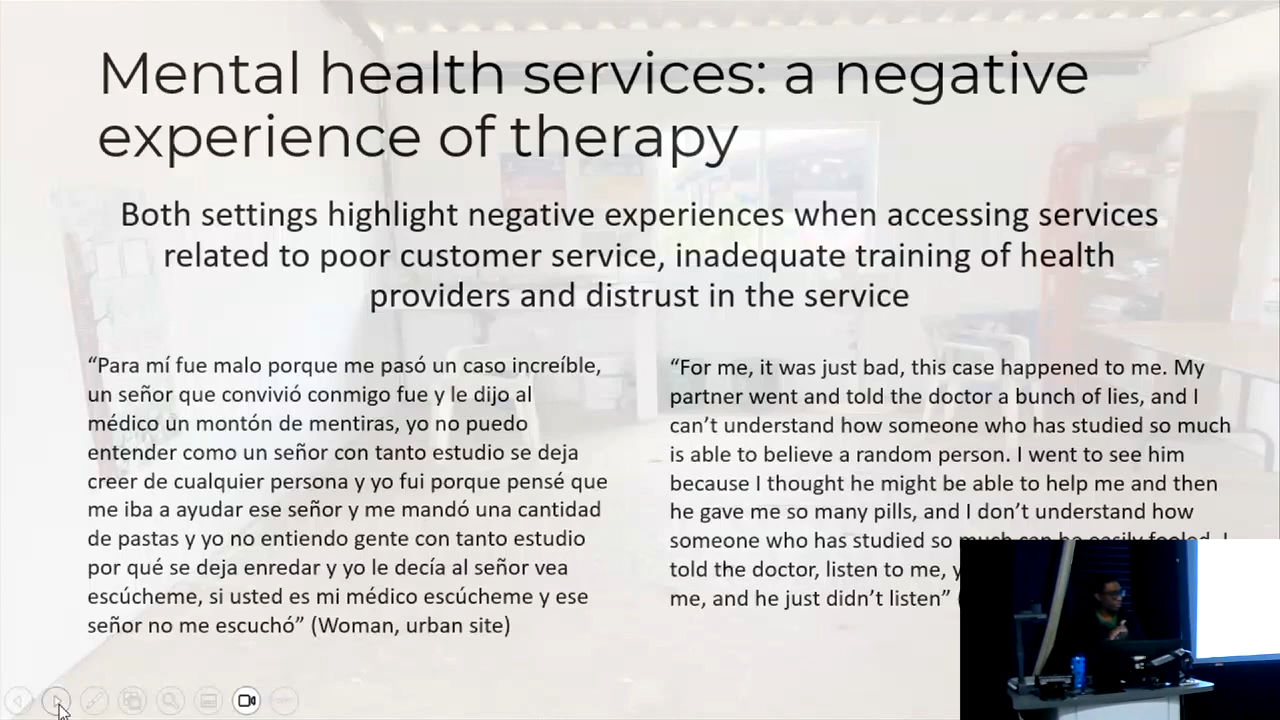 Mental health services: a negative
experience of therapy
Both settings highlight negative experiences when accessing services
related to poor customer service, inadequate training of health
providers and distrust in the service
“Para mí fue malo porque me pasó un caso increíble,
un señor que convivió conmigo fue y le dijo al
médico un montón de mentiras, yo no puedo
entender como un señor con tanto estudio se deja
creer de cualquier persona y yo fui porque pensé que
me iba a ayudar ese señor y me mandó una cantidad
de pastas y yo no entiendo gente con tanto estudio
por qué se deja enredar y yo le decía al señor vea
escúcheme, si usted es mi médico escúcheme y ese
señor no me escuchó” (Woman, urban site)
“For me, it was just bad, this case happened to me. My
partner went and told the doctor a bunch of lies, and I
can’t understand how someone who has studied so much
is able to believe a random person. I went to see him
because I thought he might be able to help me and then
he gave me so many pills, and I don’t understand how
someone who has studied so much can be easily fooled. I
told the doctor, listen to me,
me, and he just didn’t listen” (